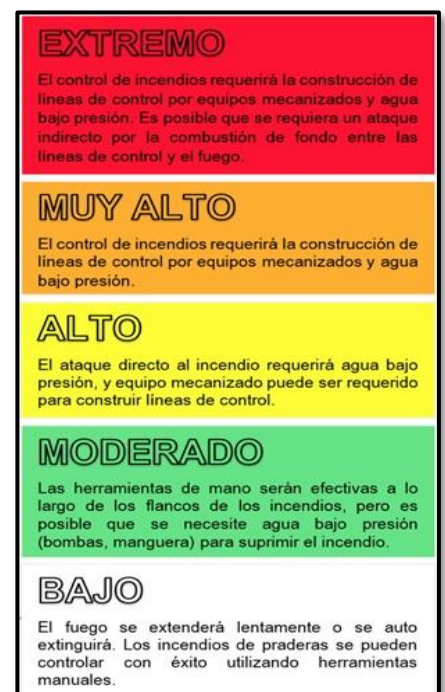 EXTREMO
El control de incendios requerirá la construcción de
líneas de control por equipos mecanizados y agua
bajo presión. Es posible que se requiera un ataque
indirecto por la combustión de fondo entre las
líneas de control y el fuego.
MUY ALTO
El control de incendios requerirá la construcción de
líneas de control por equipos mecanizados y agua
bajo presión.
ALTO
El ataque directo al incendio requerirá agua bajo
presión, y equipo mecanizado puede ser requerido
para construir líneas de control.
MODERADO
Las herramientas de mano serán efectivas a lo
largo de los flancos de los incendios, pero es
posible que se necesite agua bajo presión
(bombas, manguera) para suprimir el incendio.
BAJO
El fuego se extenderá lentamente o se auto
extinguirá. Los incendios de praderas se pueden
controlar con éxito utilizando herramientas
manuales.